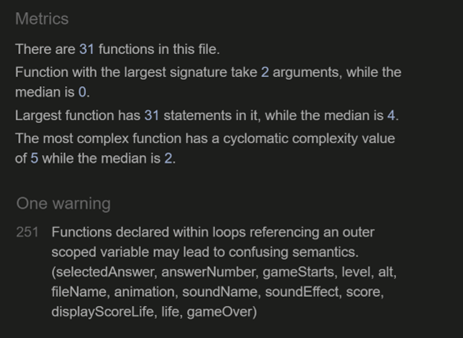 Metrics
There are 31 functions in this file.
Function with the largest signature take 2 arguments, while the
median is 0.
Largest function has 31 statements in it, while the median is 4.
The most complex function has a cyclomatic complexity value
of 5 while the median is 2.
One warning
251 Functions declared within loops referencing an outer
scoped variable may lead to confusing semantics.
(selectedAnswer, answerNumber, gameStarts, level, alt,
fileName, animation, soundName, soundEffect, score,
displayScoreLife, life, gameOver)